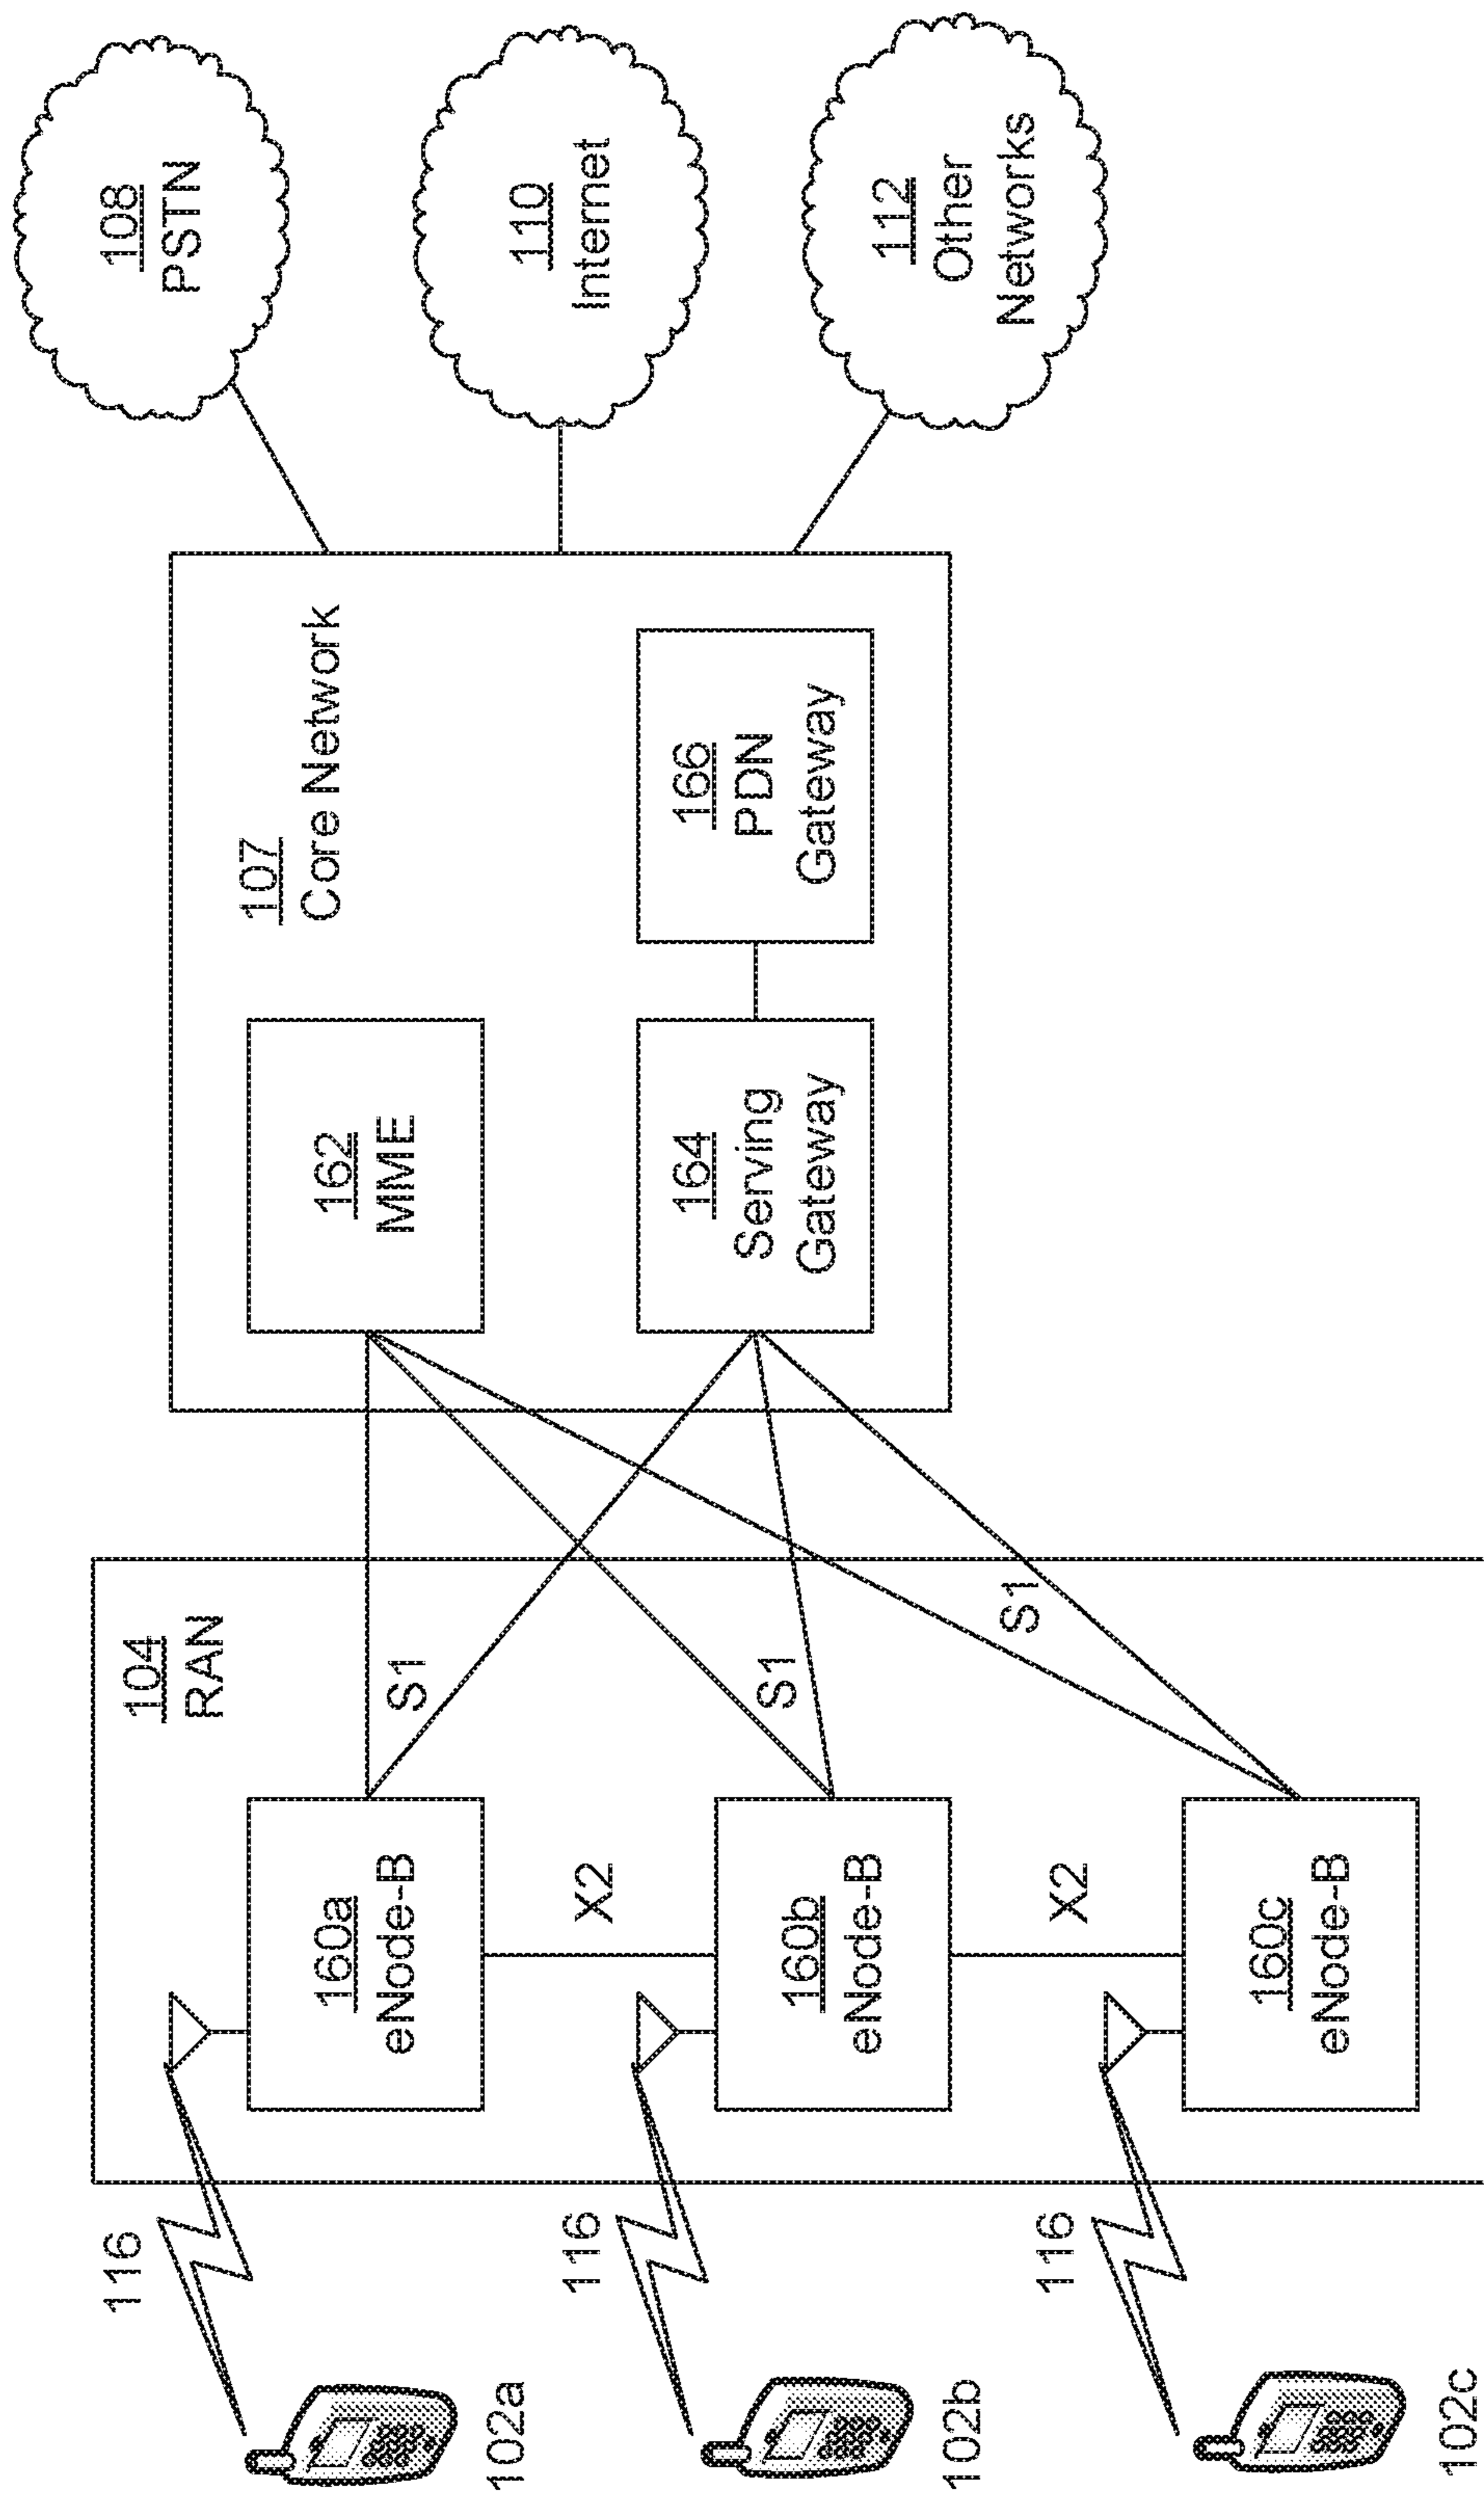 116
102a
104
RAN
160a
eNode-B
S1
X2
116
102b
160b
eNode-B
S1
X2
116
102c
160c
eNode-B
S1
107
Core Network
162
MME
164
Serving
Gateway
166
PDN
Gateway
108
PSTN
110
Internet
112
Other
Networks